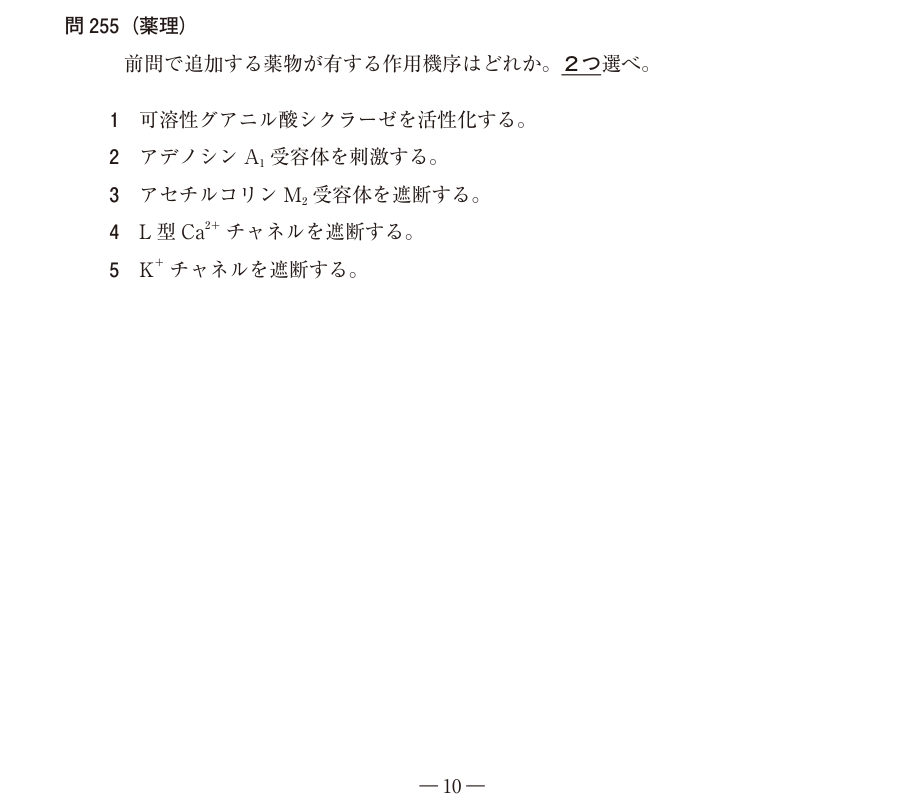 問 255（薬理）
前問で追加する薬物が有する作用機序はどれか。２つ選べ。
1 可溶性グアニル酸シクラーゼを活性化する。
2 アデノシン A₁ 受容体を刺激する。
3 アセチルコリン M₂ 受容体を遮断する。
4 L 型 Ca²⁺ チャネルを遮断する。
5 K⁺ チャネルを遮断する。
— 10 —